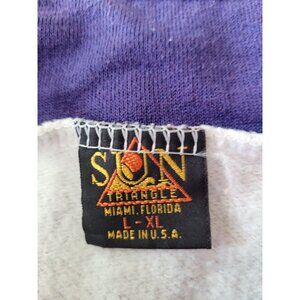 SUN
TRIANGLE
MIAMI, FLORIDA
L - XL
MADE IN U.S.A.